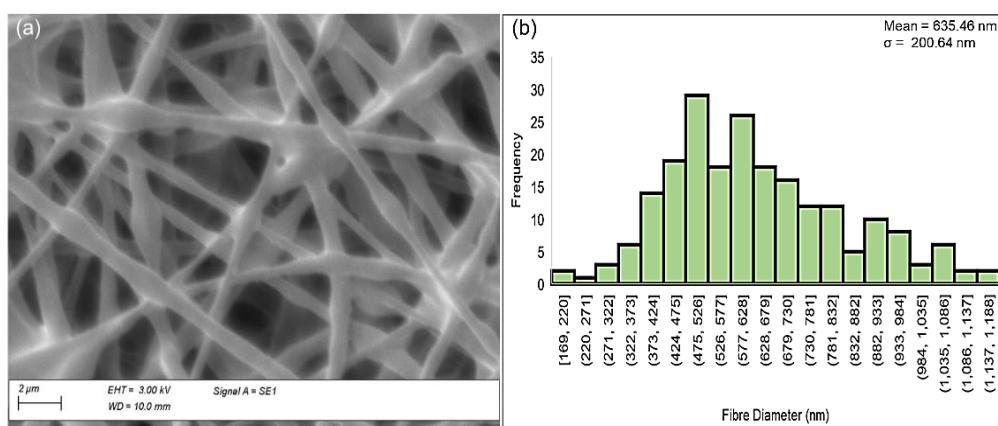 (a)
2 µm
EHT = 3.00 kV
Signal A = SE1
WD = 10.0 mm
(b)
Mean = 635.46 nm
σ = 200.64 nm
Frequency
35
30
25
20
15
10
5
0
[169, 220]
(220, 271]
(271, 322]
(322, 373]
(373, 424]
(424, 475]
(475, 526]
(526, 577]
(577, 628]
(628, 679]
(679, 730]
(730, 781]
(781, 832]
(832, 882]
(882, 933]
(933, 984]
(984, 1,035]
(1,035, 1,086]
(1,086, 1,137]
(1,137, 1,188]
Fibre Diameter (nm)